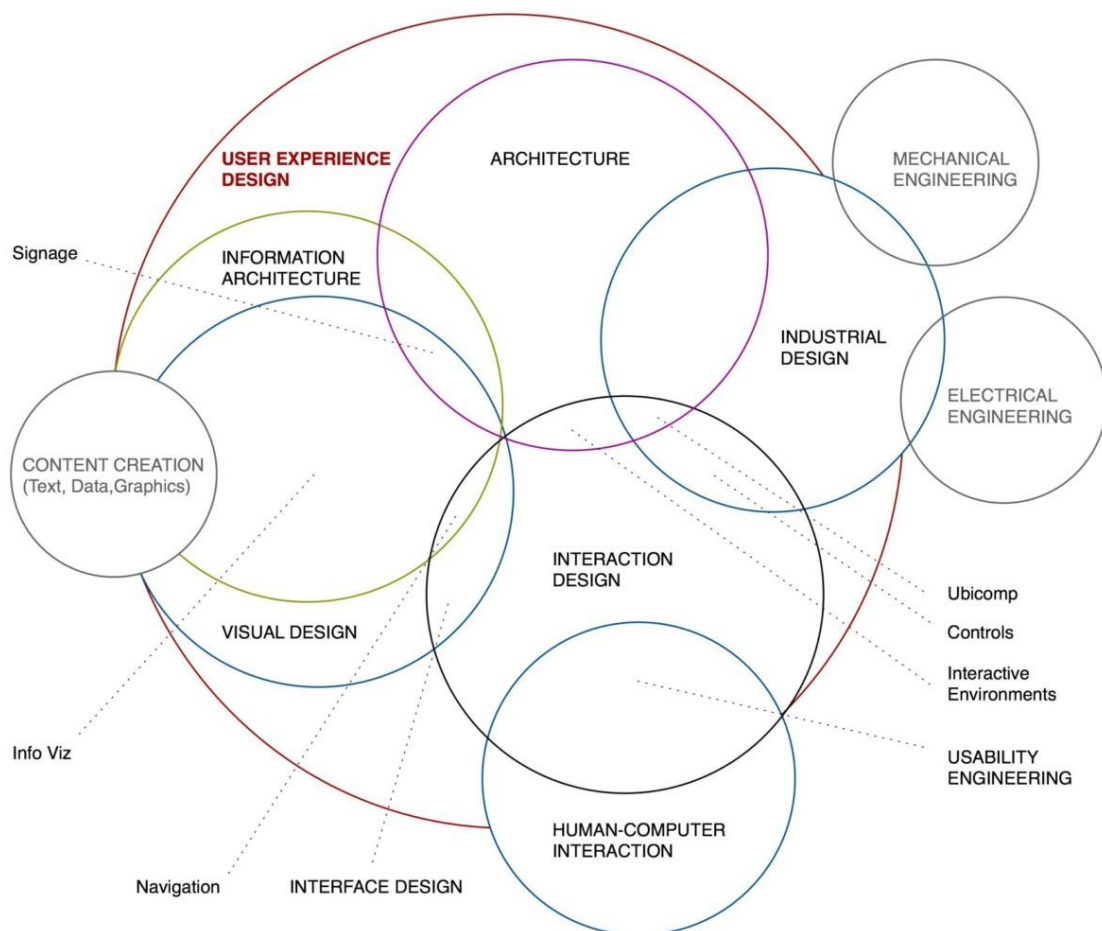 USER EXPERIENCE
DESIGN
ARCHITECTURE
MECHANICAL
ENGINEERING
Signage
INFORMATION
ARCHITECTURE
INDUSTRIAL
DESIGN
ELECTRICAL
ENGINEERING
CONTENT CREATION
(Text, Data,Graphics)
INTERACTION
DESIGN
Ubicomp
VISUAL DESIGN
Controls
Interactive
Environments
Info Viz
USABILITY
ENGINEERING
HUMAN-COMPUTER
INTERACTION
Navigation
INTERFACE DESIGN